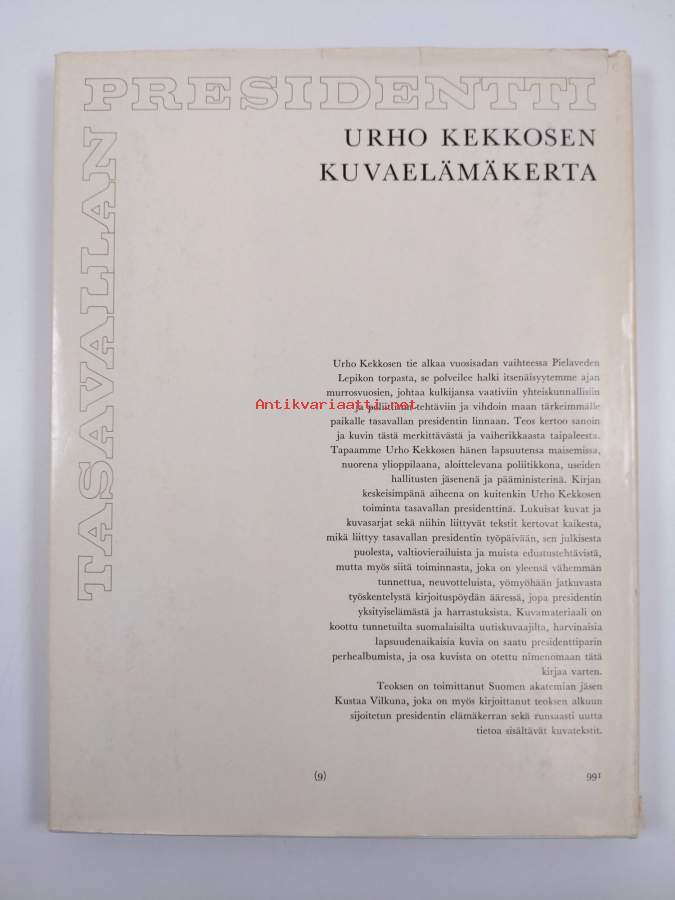 PRESIDENTTI
TASAVALLAN
URHO KEKKOSEN
KUVAELÄMÄKERTA
Urho Kekkosen tie alkaa vuosisadan vaihteessa Pielaveden
Lepikon torpasta, se polveilee halki itsenäisyytemme ajan
murrosvuosien, johtaa kulkijansa vaativiin yhteiskunnallisiin
ja poliittisiin tehtäviin ja vihdoin maan tärkeimmälle
Antikvariaatti.net
paikalle tasavallan presidentin linnaan. Teos kertoo sanoin
ja kuvin tästä merkittävästä ja vaiherikkaasta taipaleesta.
Tapaamme Urho Kekkosen hänen lapsuutensa maisemissa,
nuorena ylioppilaana, aloittelevana poliitikkona, useiden
hallitusten jäsenenä ja pääministerinä. Kirjan
keskeisimpänä aiheena on kuitenkin Urho Kekkosen
toiminta tasavallan presidenttinä. Lukuisat kuvat ja
kuvasarjat sekä niihin liittyvät tekstit kertovat kaikesta,
mikä liittyy tasavallan presidentin työpäivään, sen julkisesta
puolesta, valtiovierailuista ja muista edustustehtävistä,
mutta myös siitä toiminnasta, joka on yleensä vähemmän
tunnettua, neuvotteluista, yömyöhään jatkuvasta
työskentelystä kirjoituspöydän ääressä, jopa presidentin
yksityiselämästä ja harrastuksista. Kuvamateriaali on
koottu tunnetuilta suomalaisilta uutiskuvaajilta, harvinaisia
lapsuudenaikaisia kuvia on saatu presidenttiparin
perhealbumista, ja osa kuvista on otettu nimenomaan tätä
kirjaa varten.
Teoksen on toimittanut Suomen akatemian jäsen
Kustaa Vilkuna, joka on myös kirjoittanut teoksen alkuun
sijoitetun presidentin elämäkerran sekä runsaasti uutta
tietoa sisältävät kuvatekstit.
(9) 991